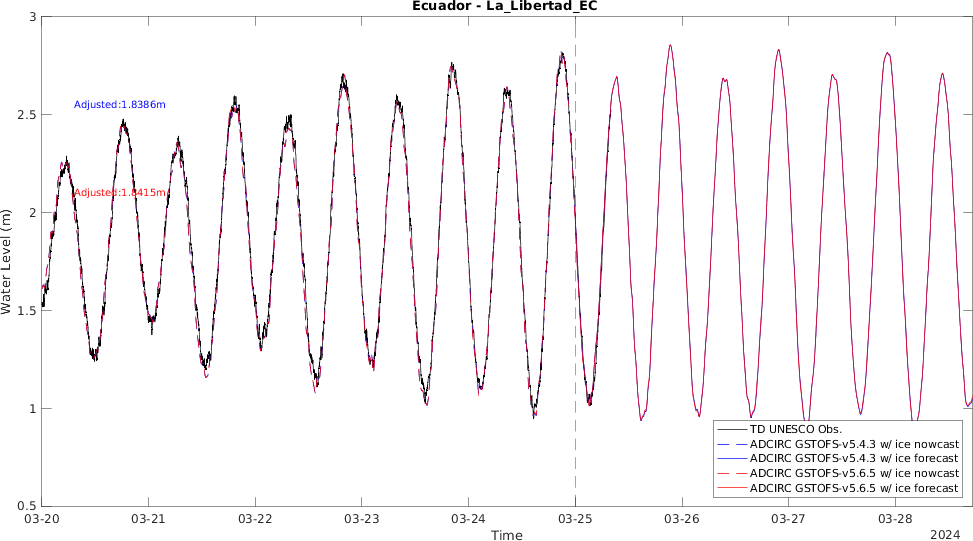 Ecuador - La_Libertad_EC
3
2.5
2
1.5
1
0.5
Water Level (m)
Adjusted:1.8386m
Adjusted:1.8415m
TD UNESCO Obs.
ADCIRC GSTOFS-v5.4.3 w/ ice nowcast
ADCIRC GSTOFS-v5.4.3 w/ ice forecast
ADCIRC GSTOFS-v5.6.5 w/ ice nowcast
ADCIRC GSTOFS-v5.6.5 w/ ice forecast
03-20 03-21 03-22 03-23 03-24 03-25 03-26 03-27 03-28
Time
2024